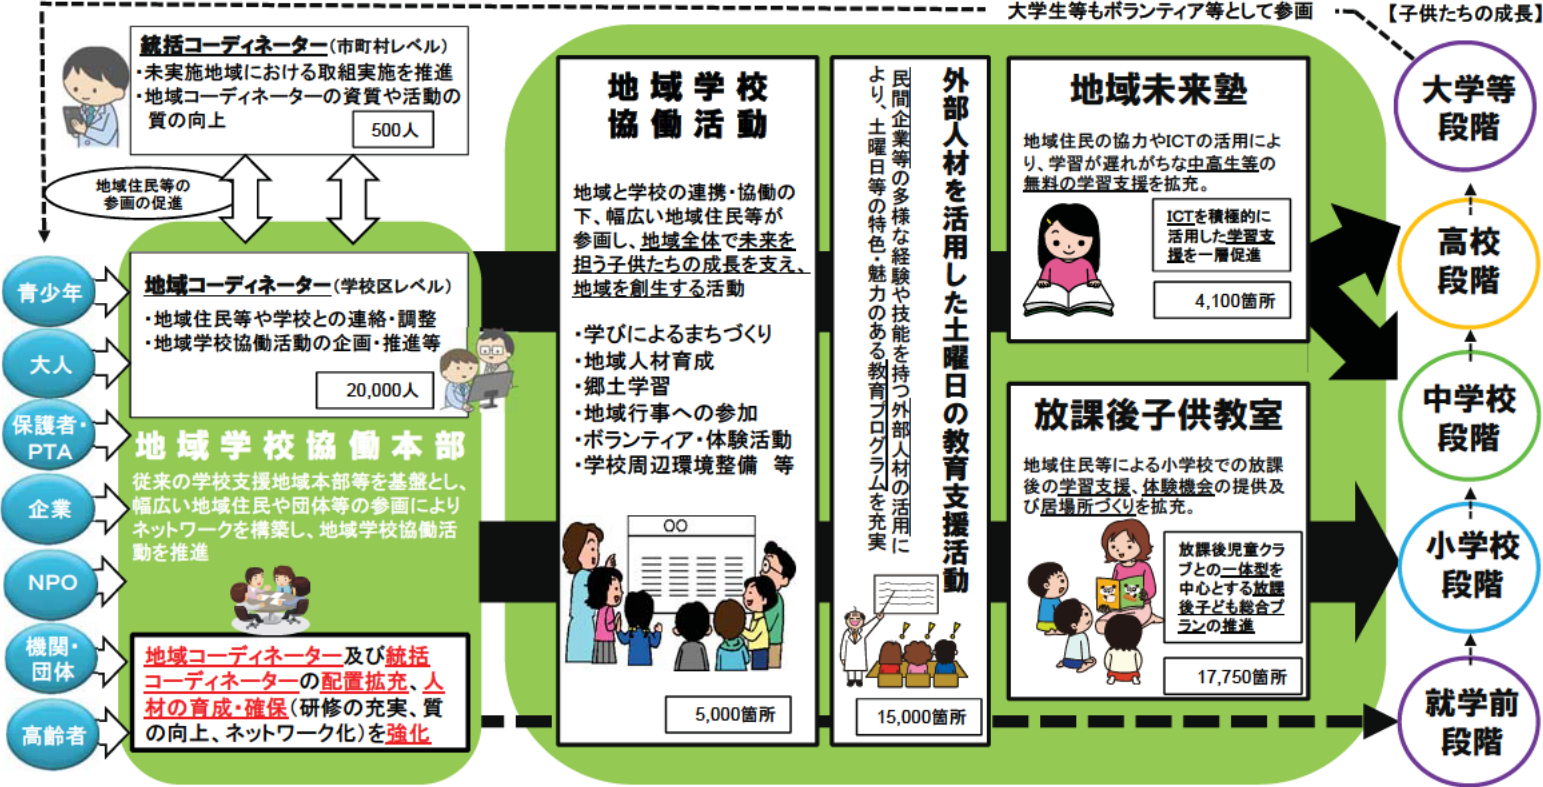 大学生等もボランティア等として参画
【子供たちの成長】
統括コーディネーター(市町村レベル)
・未実施地域における取組実施を推進
・地域コーディネーターの資質や活動の
質の向上
500人
地域住民等の
参画の促進
青少年
大人
保護者・
PTA
企業
NPO
機関・
団体
高齢者
地域コーディネーター(学校区レベル)
・地域住民等や学校との連絡・調整
・地域学校協働活動の企画・推進等
20,000人
地域学校協働本部
従来の学校支援地域本部等を基盤とし、
幅広い地域住民や団体等の参画により
ネットワークを構築し、地域学校協働活
動を推進
地域コーディネーター及び統括
コーディネーターの配置拡充、人
材の育成・確保(研修の充実、質
の向上、ネットワーク化)を強化
地域学校
協働活動
地域と学校の連携・協働の
下、幅広い地域住民等が
参画し、地域全体で未来を
担う子供たちの成長を支え、
地域を創生する活動
・学びによるまちづくり
・地域人材育成
・郷土学習
・地域行事への参加
・ボランティア・体験活動
・学校周辺環境整備 等
○○
5,000箇所
外部人材を活用した土曜日の教育支援活動
民間企業等の多様な経験や技能を持つ外部人材の活用に
より、土曜日等の特色・魅力のある教育プログラムを充実
!
!
!
15,000箇所
地域未来塾
地域住民の協力やICTの活用によ
り、学習が遅れがちな中高生等の
無料の学習支援を拡充。
ICTを積極的に
活用した学習支
援を一層促進
4,100箇所
放課後子供教室
地域住民等による小学校での放課
後の学習支援、体験機会の提供及
び居場所づくりを拡充。
放課後児童クラ
ブとの一体型を
中心とする放課
後子ども総合プ
ランの推進
17,750箇所
大学等
段階
高校
段階
中学校
段階
小学校
段階
就学前
段階